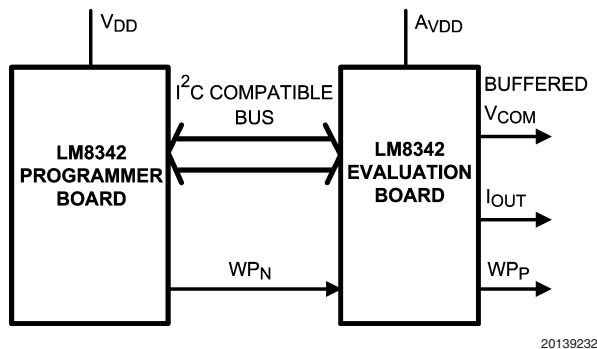 VDD
AVDD
I2C COMPATIBLE
BUS
BUFFERED
VCOM
LM8342
PROGRAMMER
BOARD
LM8342
EVALUATION
BOARD
IOUT
WPN
WPP
20139232